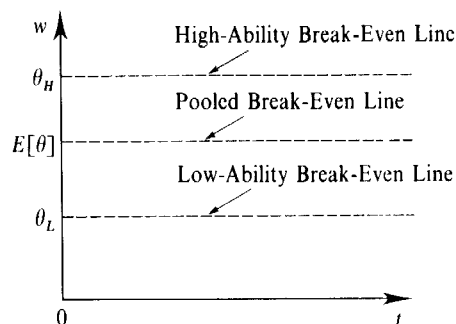 w
High-Ability Break-Even Line
θ_H
Pooled Break-Even Line
E[θ]
Low-Ability Break-Even Line
θ_L
0
t